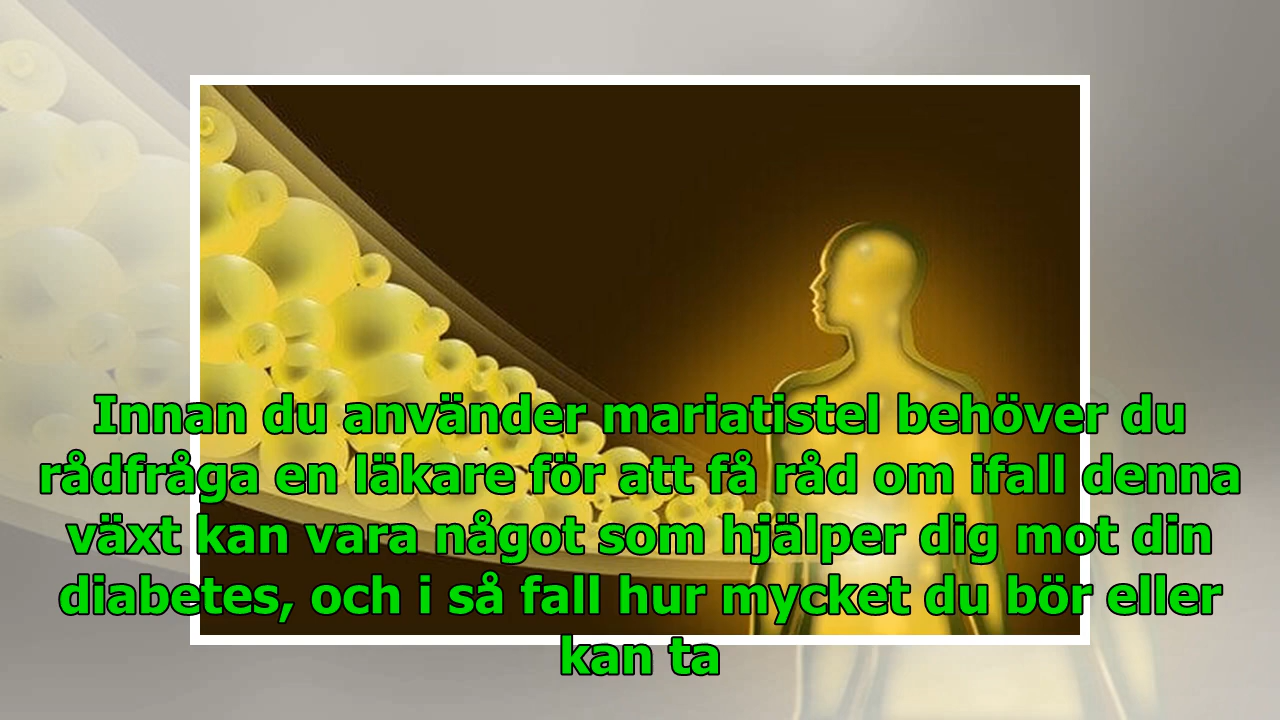 Innan du använder mariatistel behöver du
rådfråga en läkare för att få råd om ifall denna
växt kan vara något som hjälper dig mot din
diabetes, och i så fall hur mycket du bör eller
kan ta